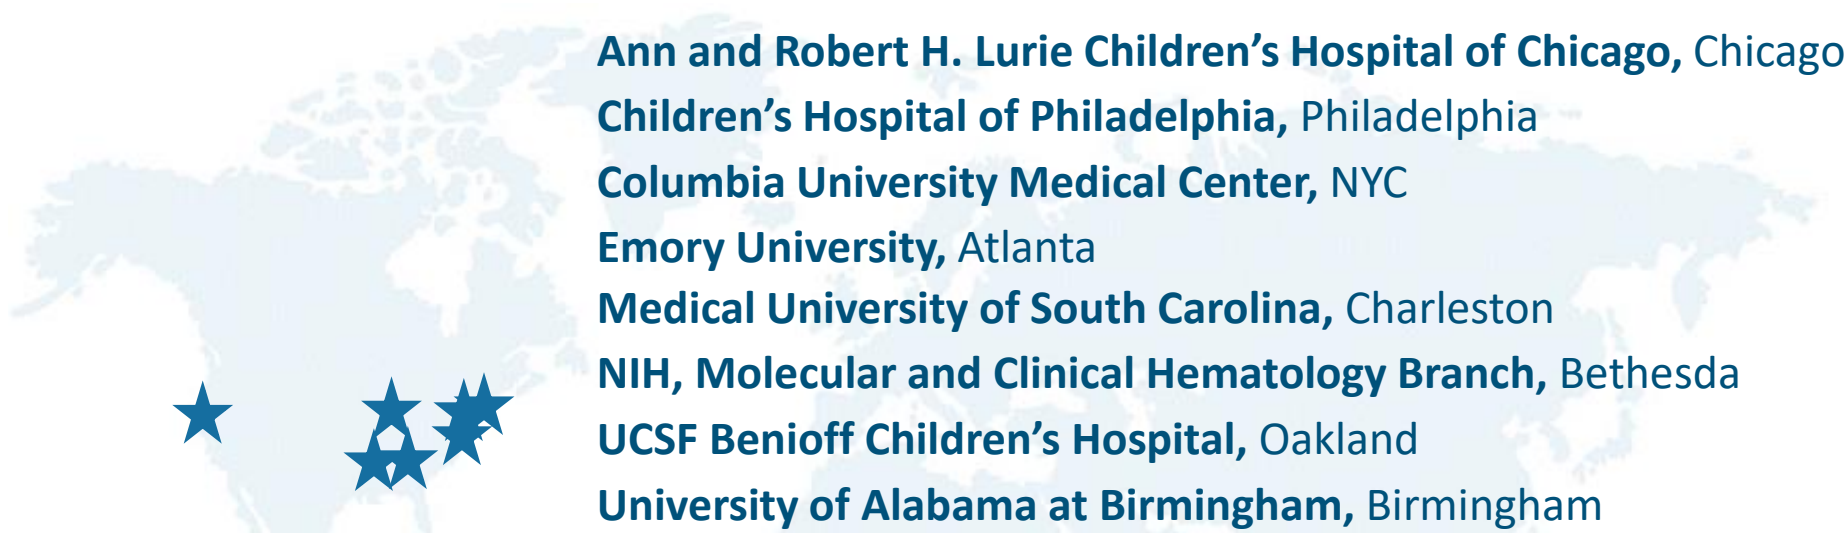 Ann and Robert H. Lurie Children’s Hospital of Chicago, Chicago
Children’s Hospital of Philadelphia, Philadelphia
Columbia University Medical Center, NYC
Emory University, Atlanta
Medical University of South Carolina, Charleston
NIH, Molecular and Clinical Hematology Branch, Bethesda
UCSF Benioff Children’s Hospital, Oakland
University of Alabama at Birmingham, Birmingham